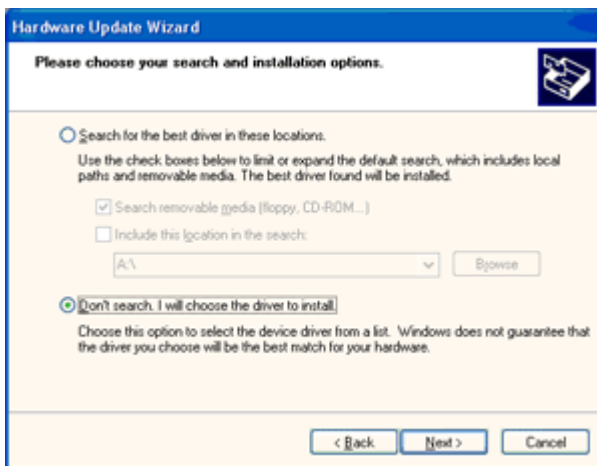 Hardware Update Wizard
Please choose your search and installation options.
Search for the best driver in these locations.
Use the check boxes below to limit or expand the default search, which includes local
paths and removable media. The best driver found will be installed.
Search removable media (floppy, CD-ROM...)
Include this location in the search:
A:\
Browse
Don't search. I will choose the driver to install.
Choose this option to select the device driver from a list. Windows does not guarantee that
the driver you choose will be the best match for your hardware.
< Back Next > Cancel